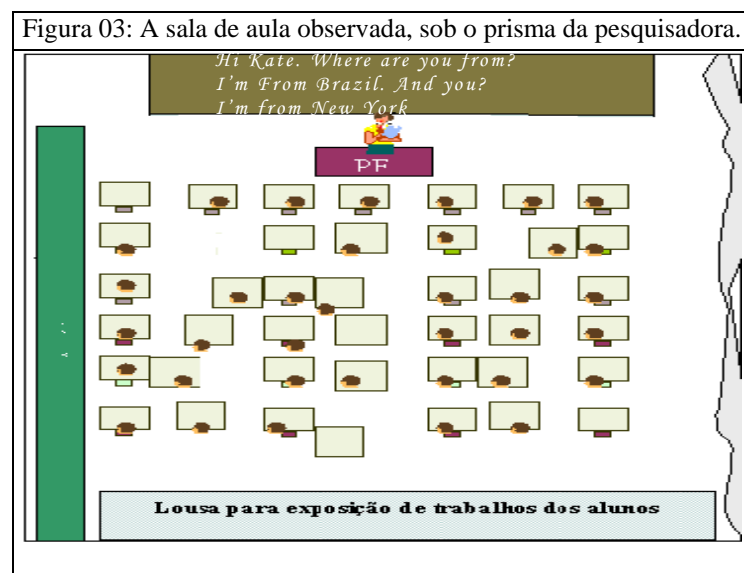 Figura 03: A sala de aula observada, sob o prisma da pesquisadora.
Hi Kate. Where are you from?
I'm From Brazil. And you?
I'm from New York
PF
Lousa para exposição de trabalhos dos alunos